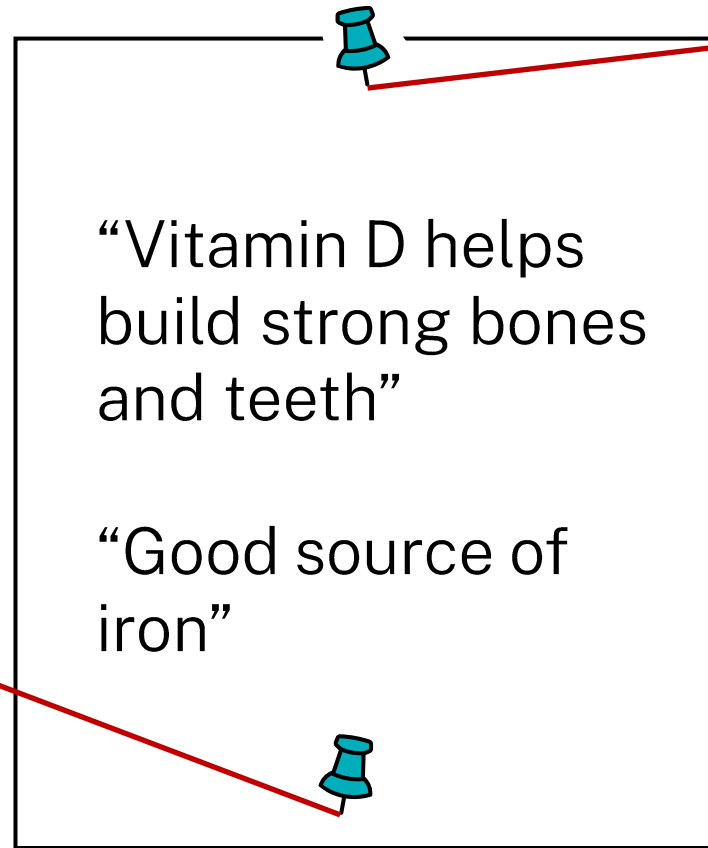 “Vitamin D helps
build strong bones
and teeth”
“Good source of
iron”